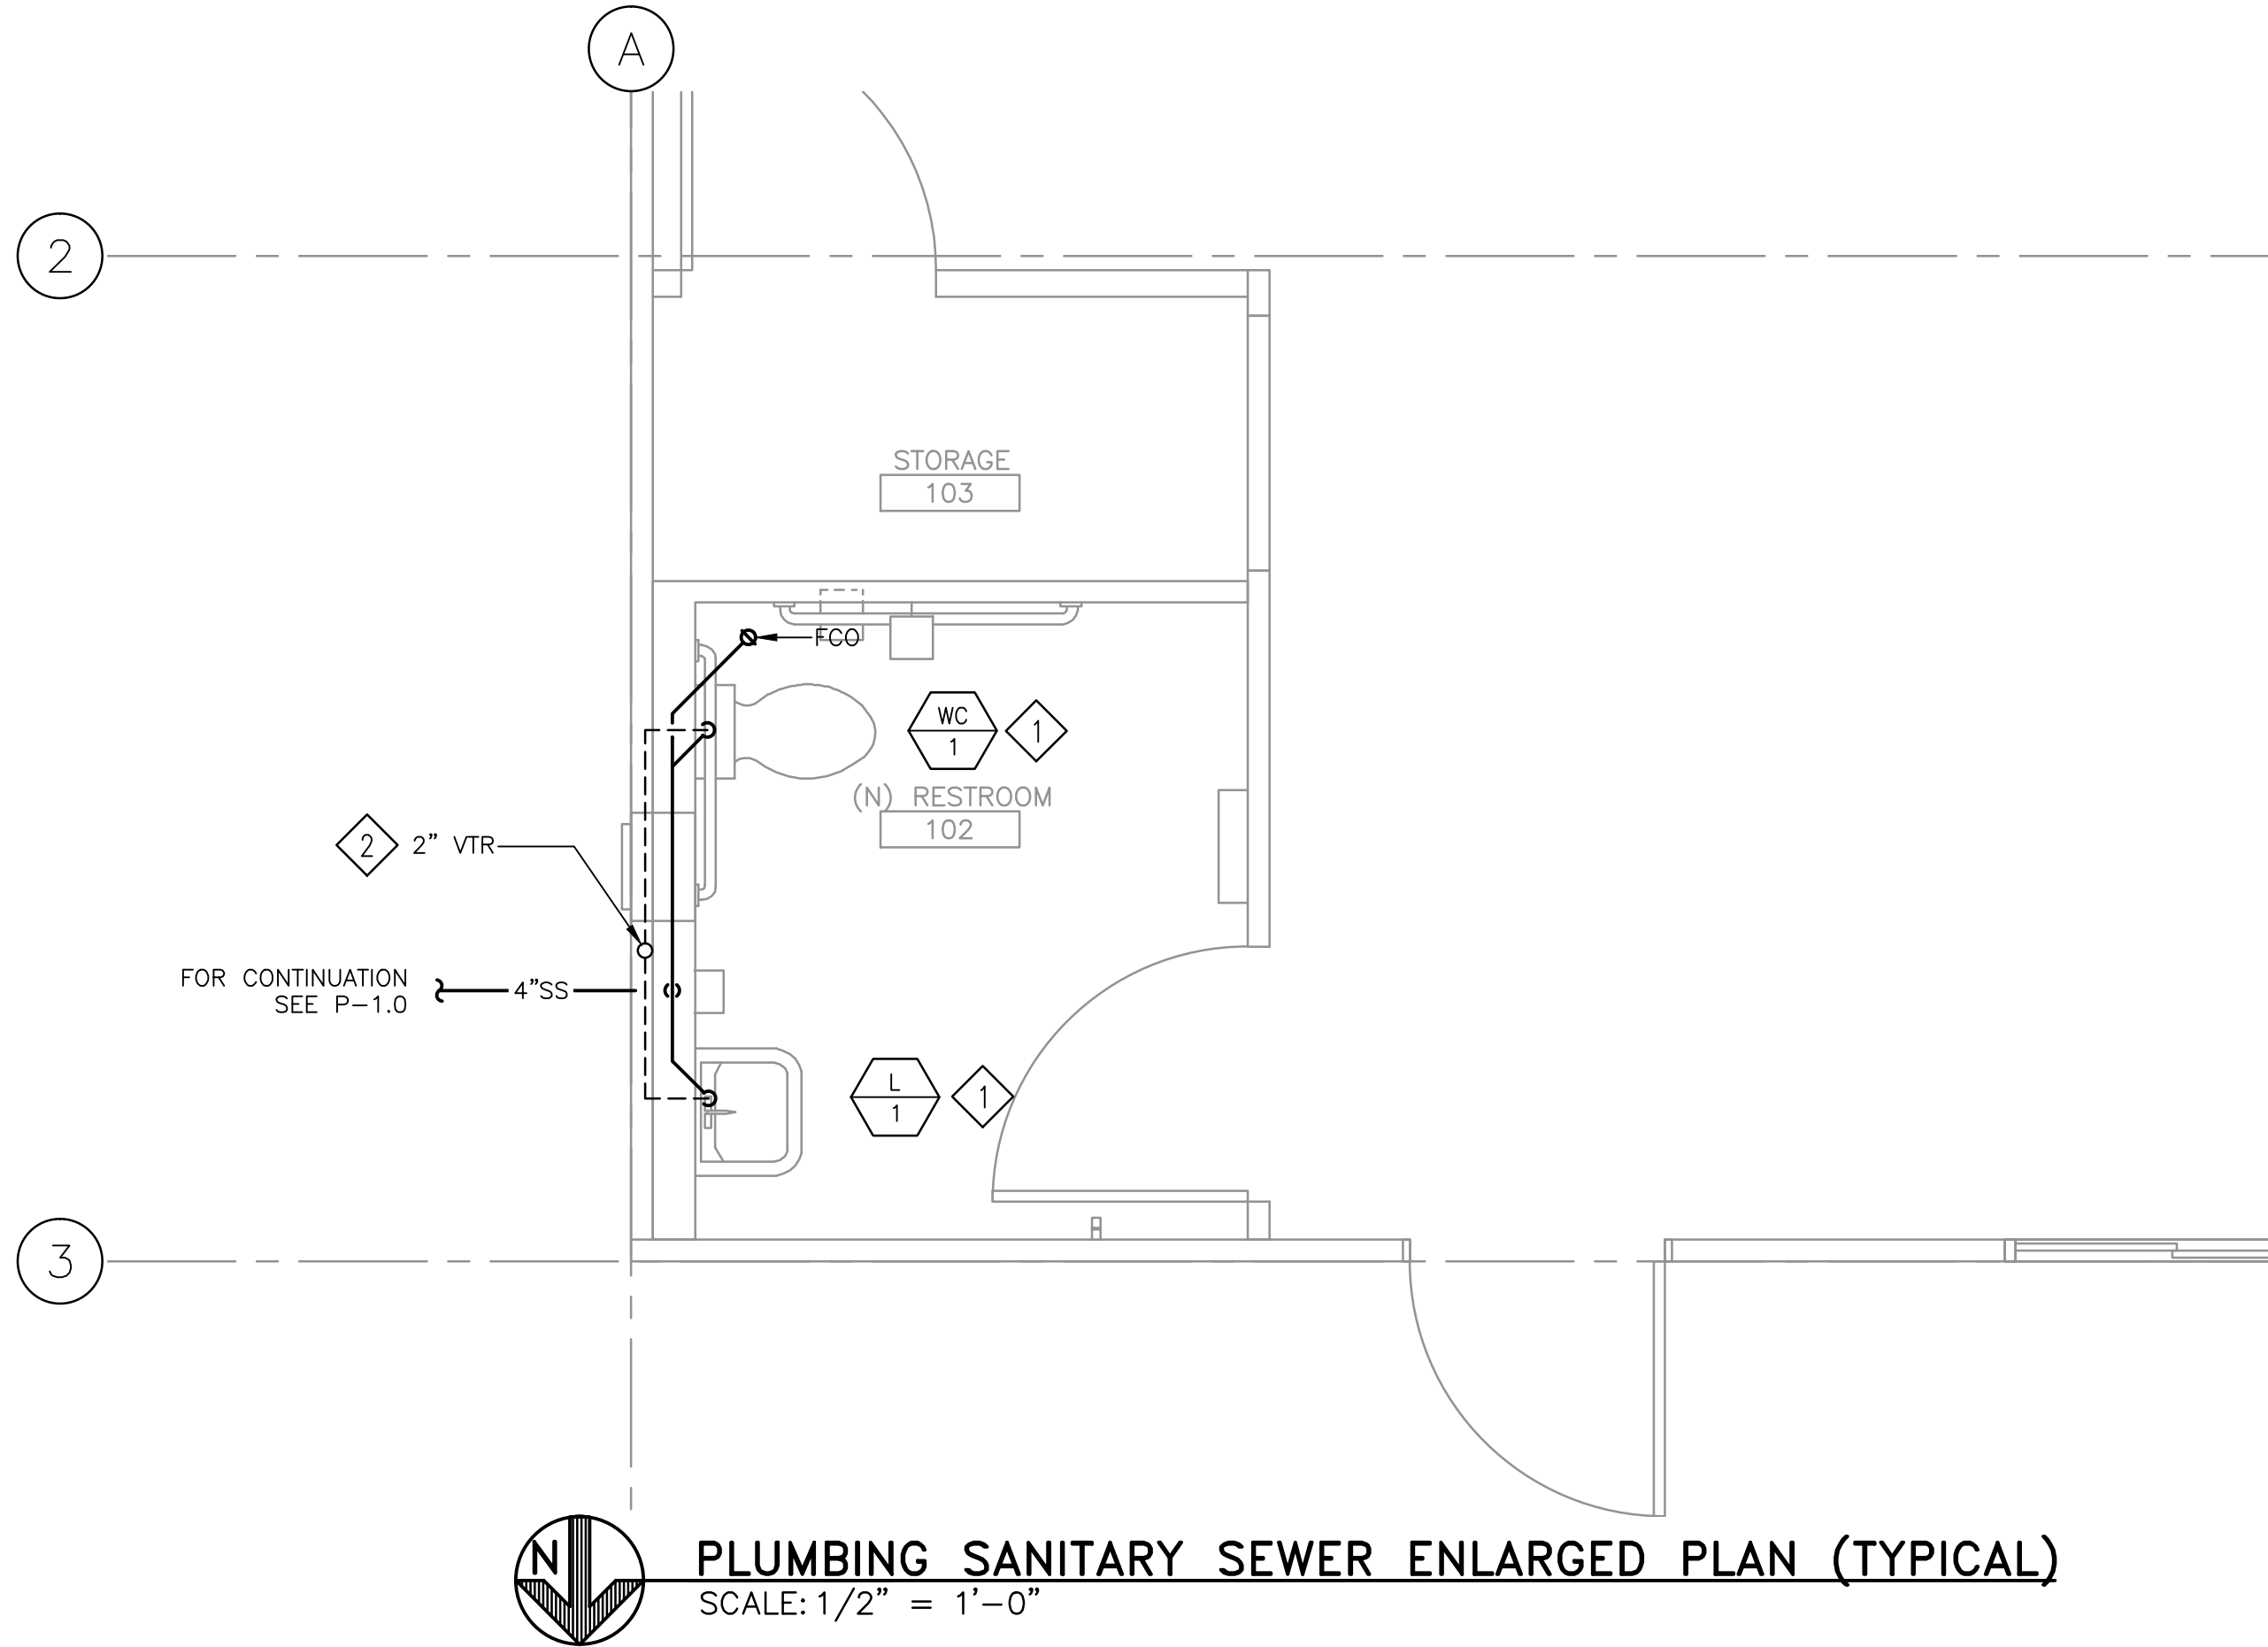 A
2
STORAGE
103
FCO
WC
1
1
(N) RESTROOM
102
2
2” VTR
FOR CONTINUATION
SEE P-1.0
4”SS
L
1
1
3
N
PLUMBING SANITARY SEWER ENLARGED PLAN (TYPICAL)
SCALE: 1/2” = 1’-0”